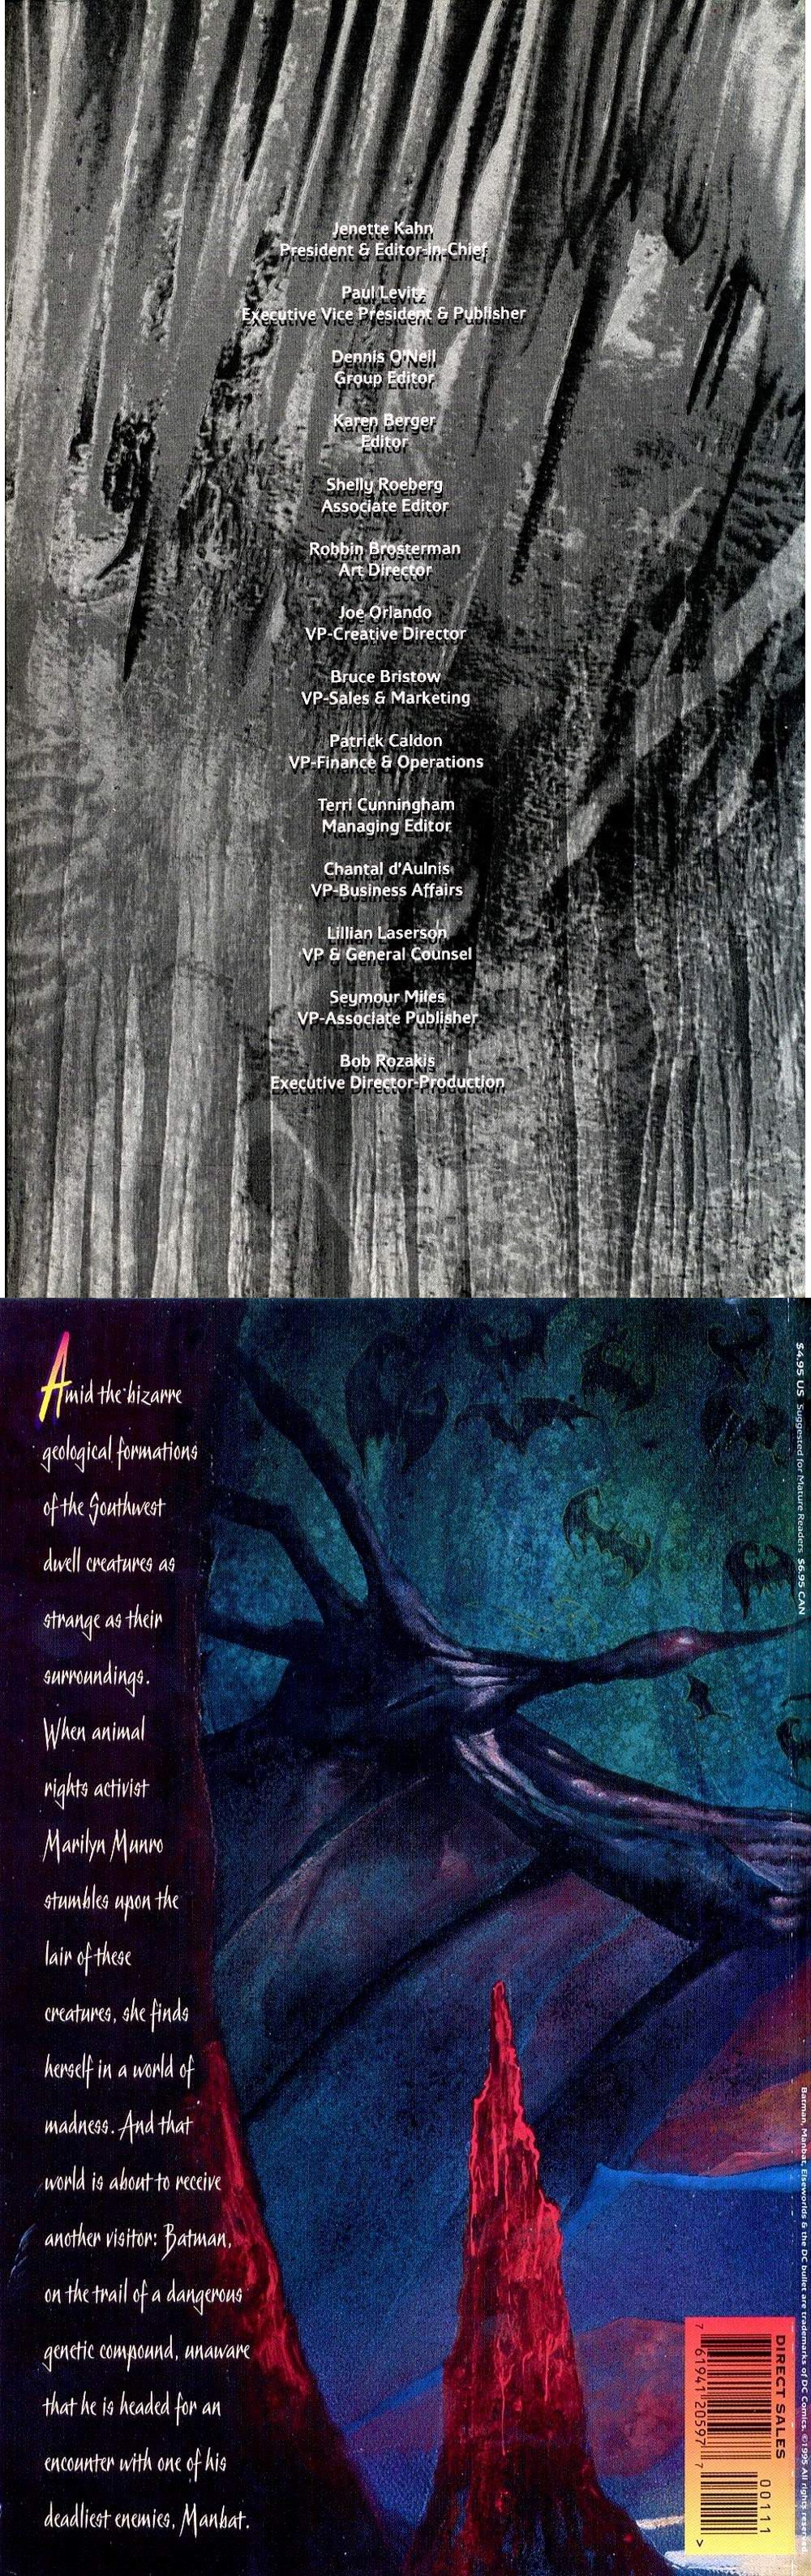 Jenette Kahn
President & Editor-in-Chief
Paul Levitz
Executive Vice President & Publisher
Dennis O'Neil
Group Editor
Karen Berger
Editor
Shelly Roeberg
Associate Editor
Robbin Brosterman
Art Director
Joe Orlando
VP-Creative Director
Bruce Bristow
VP-Sales & Marketing
Patrick Caldon
VP-Finance & Operations
Terri Cunningham
Managing Editor
Chantal d'Aulnis
VP-Business Affairs
Lillian Laserson
VP & General Counsel
Seymour Miles
VP-Associate Publisher
Bob Rozakis
Executive Director-Production
Amid the bizarre
geological formations
of the Southwest
dwell creatures as
strange as their
surroundings.
When animal
rights activist
Marilyn Munro
stumbles upon the
lair of these
creatures, she finds
herself in a world of
madness. And that
world is about to receive
another visitor: Batman,
on the trail of a dangerous
genetic compound, unaware
that he is headed for an
encounter with one of his
deadliest enemies, Manbat.
$4.95 US Suggested for Mature Readers $6.95 CAN
Batman, Manbat, Elseworlds & the DC bullet are trademarks of DC Comics. ©1995 All rights reserved.
DIRECT SALES
00111
7 61941 20597 7 >